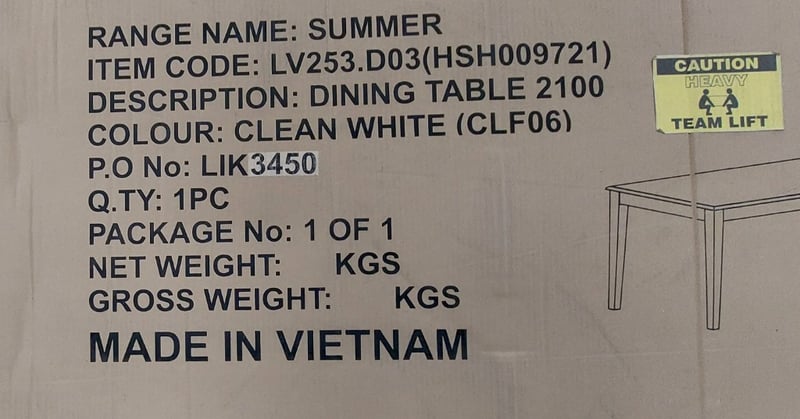 RANGE NAME: SUMMER
ITEM CODE: LV253.D03(HSH009721)
DESCRIPTION: DINING TABLE 2100
COLOUR: CLEAN WHITE (CLF06)
P.O No: LIK3450
Q.TY: 1PC
PACKAGE No: 1 OF 1
NET WEIGHT: KGS
GROSS WEIGHT: KGS
MADE IN VIETNAM
CAUTION
HEAVY
TEAM LIFT